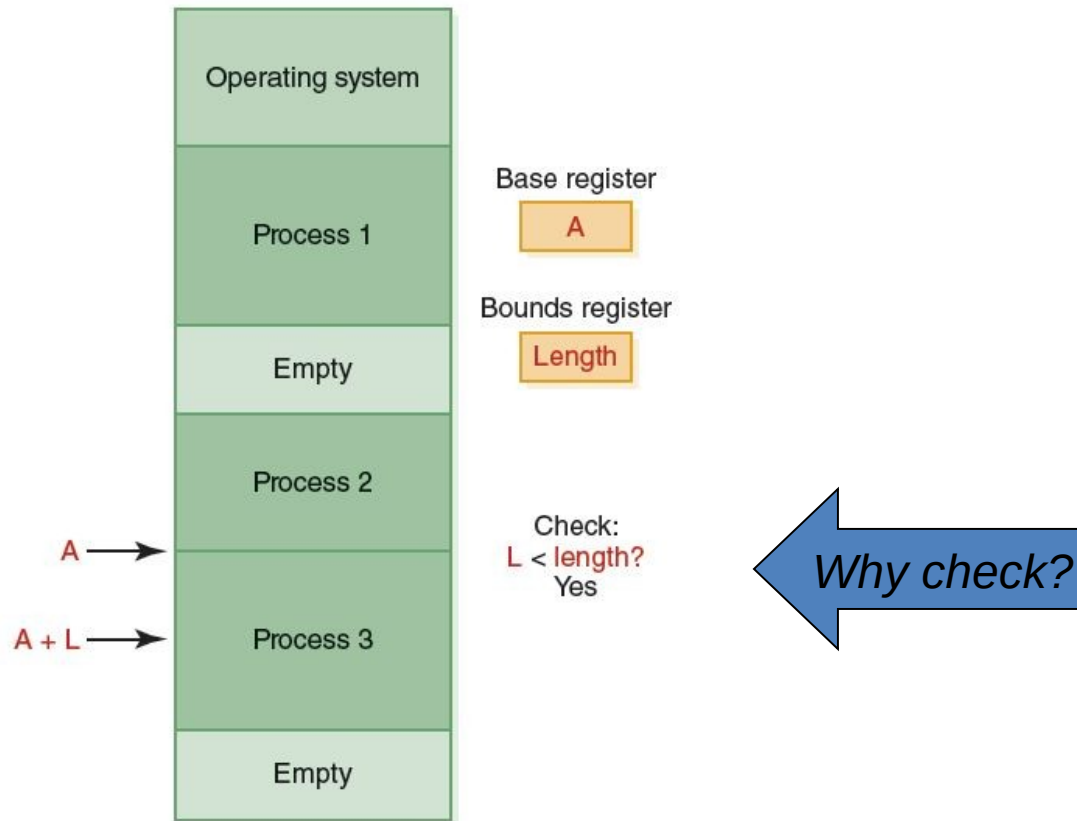 Operating system
Process 1
Empty
Process 2
Process 3
Empty
A
A + L
Base register
A
Bounds register
Length
Check:
L < length?
Yes
Why check?